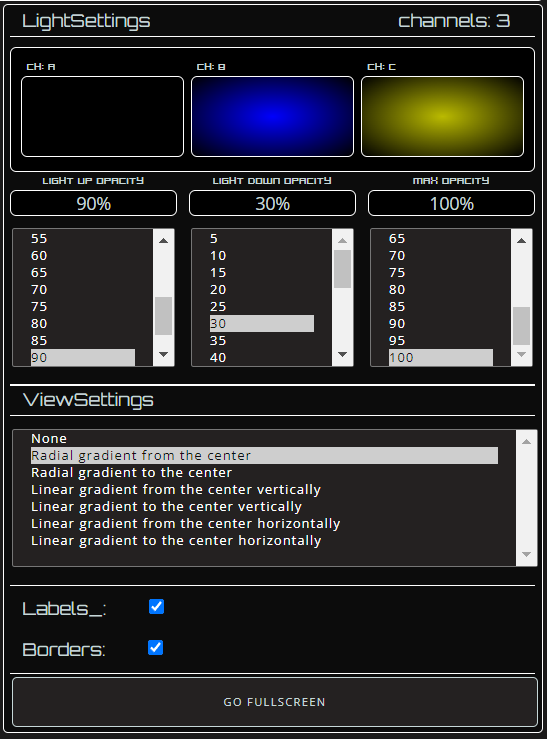 LightSettings channels: 3
CH: A CH: B CH: C
LIGHT UP OPACITY LIGHT DOWN OPACITY MAX OPACITY
90% 30% 100%
55 5 65
60 10 70
65 15 75
70 20 80
75 25 85
80 30 90
85 35 95
90 40 100
ViewSettings
None
Radial gradient from the center
Radial gradient to the center
Linear gradient from the center vertically
Linear gradient to the center vertically
Linear gradient from the center horizontally
Linear gradient to the center horizontally
Labels_:
Borders:
GO FULLSCREEN